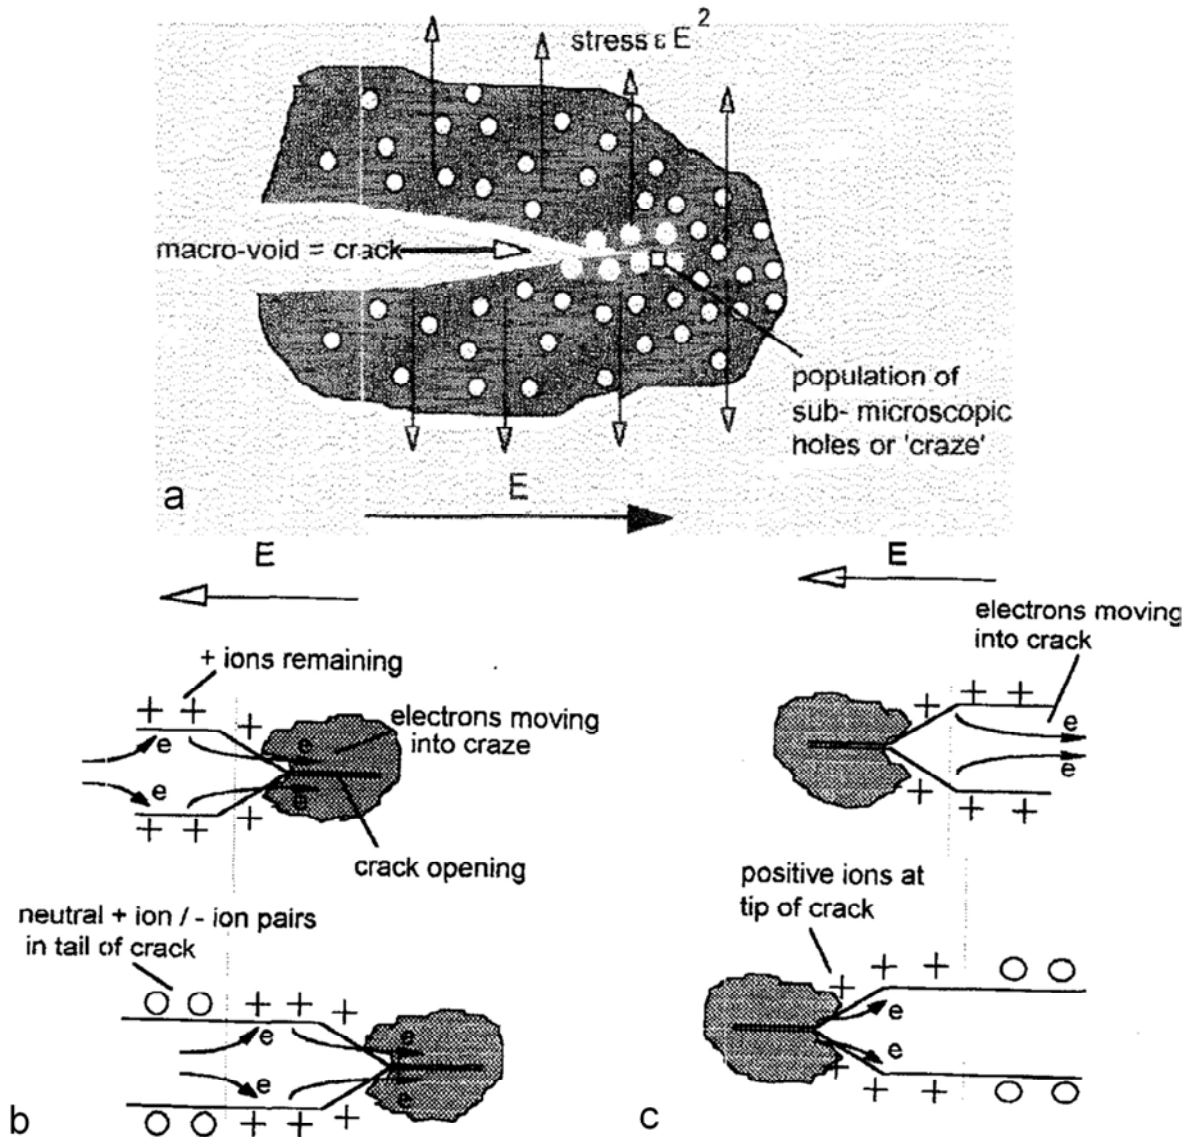 stress ε E²
macro-void = crack
population of
sub- microscopic
holes or 'craze'
E
a
E
+ ions remaining
+ + +
electrons moving
into craze
e e
e e
+ + +
crack opening
neutral + ion / - ion pairs
in tail of crack
+ + +
e e
e e
+ + +
b
E
electrons moving
into crack
+ + +
e
e
+ + +
positive ions at
tip of crack
+ + +
e
e
+ + +
c